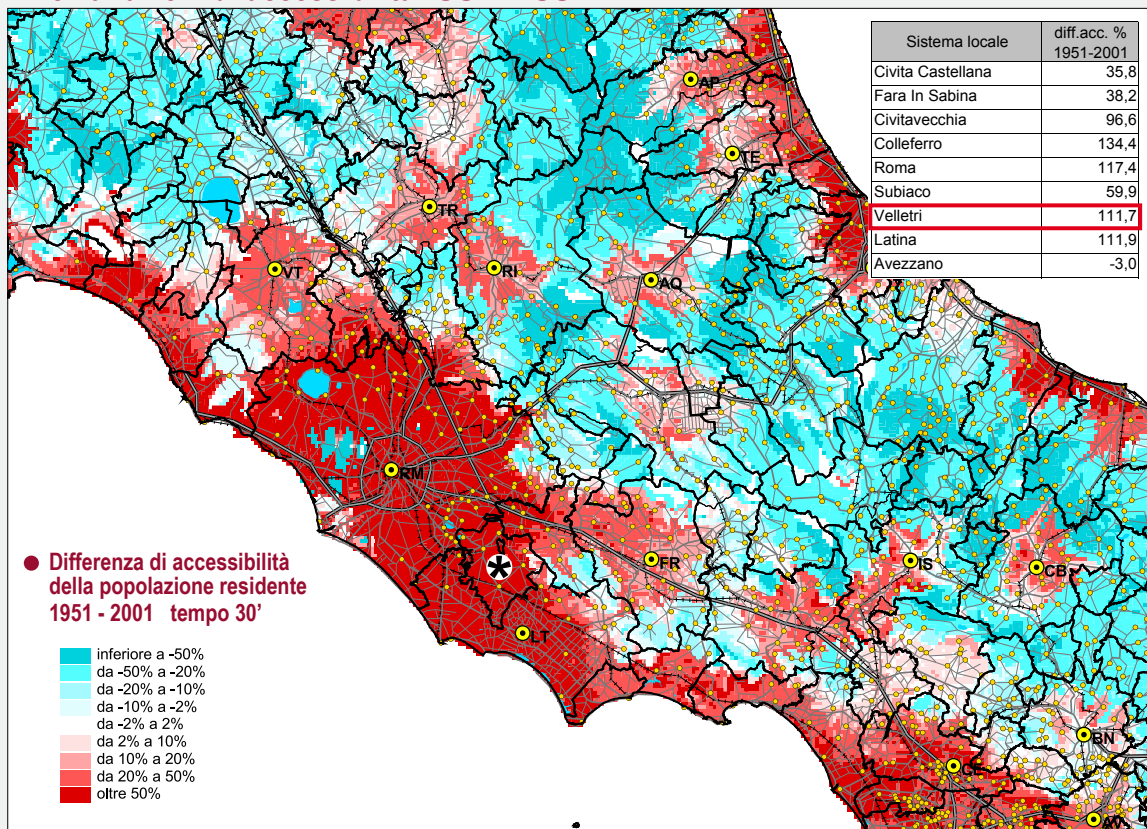 Sistema locale
diff.acc. %
1951-2001
Civita Castellana 35,8
Fara In Sabina 38,2
Civitavecchia 96,6
Colleferro 134,4
Roma 117,4
Subiaco 59,9
Velletri 111,7
Latina 111,9
Avezzano -3,0
AP
TE
TR
VT
RI
AQ
RM
FR
IS
CB
LT
BN
CE
AV
Differenza di accessibilità
della popolazione residente
1951 - 2001 tempo 30'
inferiore a -50%
da -50% a -20%
da -20% a -10%
da -10% a -2%
da -2% a 2%
da 2% a 10%
da 10% a 20%
da 20% a 50%
oltre 50%